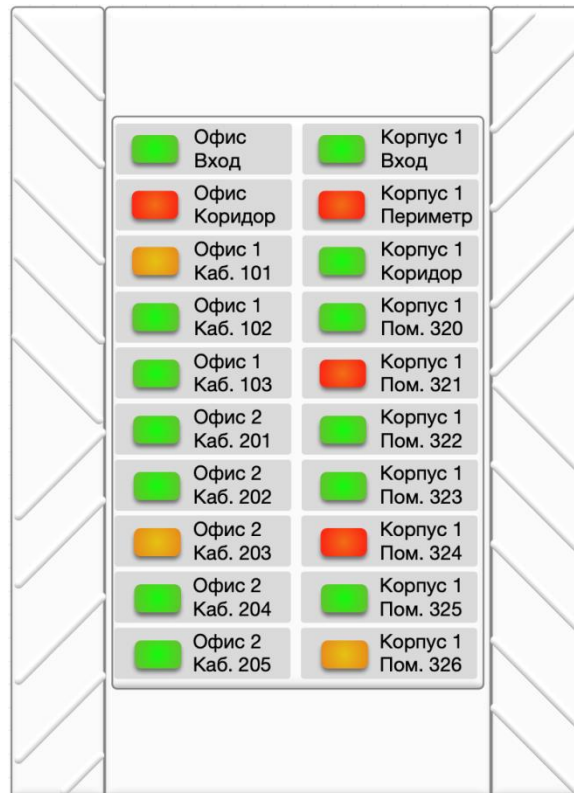 Офис
Вход
Офис
Коридор
Офис 1
Каб. 101
Офис 1
Каб. 102
Офис 1
Каб. 103
Офис 2
Каб. 201
Офис 2
Каб. 202
Офис 2
Каб. 203
Офис 2
Каб. 204
Офис 2
Каб. 205
Корпус 1
Вход
Корпус 1
Периметр
Корпус 1
Коридор
Корпус 1
Пом. 320
Корпус 1
Пом. 321
Корпус 1
Пом. 322
Корпус 1
Пом. 323
Корпус 1
Пом. 324
Корпус 1
Пом. 325
Корпус 1
Пом. 326